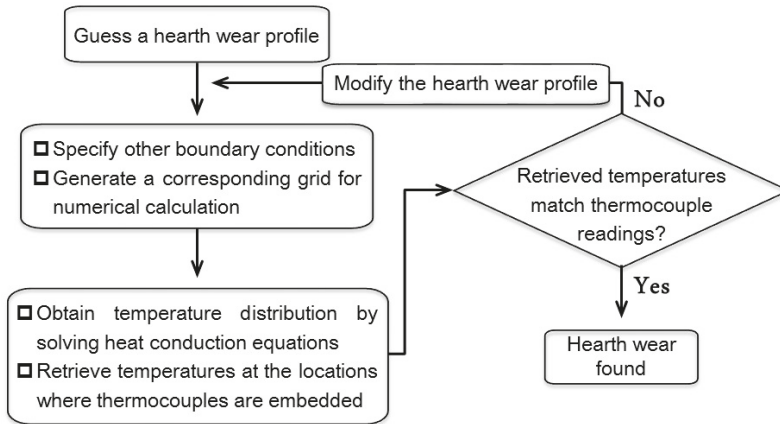 Guess a hearth wear profile
Modify the hearth wear profile
No
Specify other boundary conditions
Generate a corresponding grid for
numerical calculation
Retrieved temperatures
match thermocouple
readings?
Yes
Obtain temperature distribution by
solving heat conduction equations
Retrieve temperatures at the locations
where thermocouples are embedded
Hearth wear
found